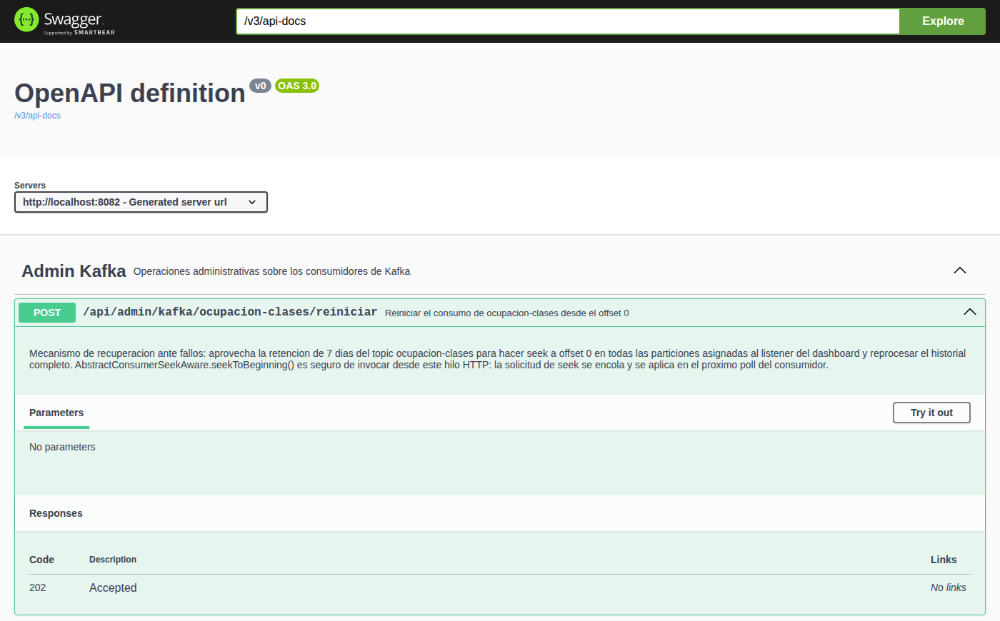 Swagger
Supported by SMARTBEAR
/v3/api-docs
Explore
OpenAPI definition v0 OAS 3.0
/v3/api-docs
Servers
http://localhost:8082 - Generated server url
Admin Kafka Operaciones administrativas sobre los consumidores de Kafka
POST /api/admin/kafka/ocupacion-clases/reiniciar Reiniciar el consumo de ocupacion-clases desde el offset 0
Mecanismo de recuperacion ante fallos: aprovecha la retencion de 7 dias del topic ocupacion-clases para hacer seek a offset 0 en todas las particiones asignadas al listener del dashboard y reprocesar el historial
completo. AbstractConsumerSeekAware.seekToBeginning() es seguro de invocar desde este hilo HTTP: la solicitud de seek se encola y se aplica en el proximo poll del consumidor.
Parameters
Try it out
No parameters
Responses
Code Description Links
202 Accepted No links